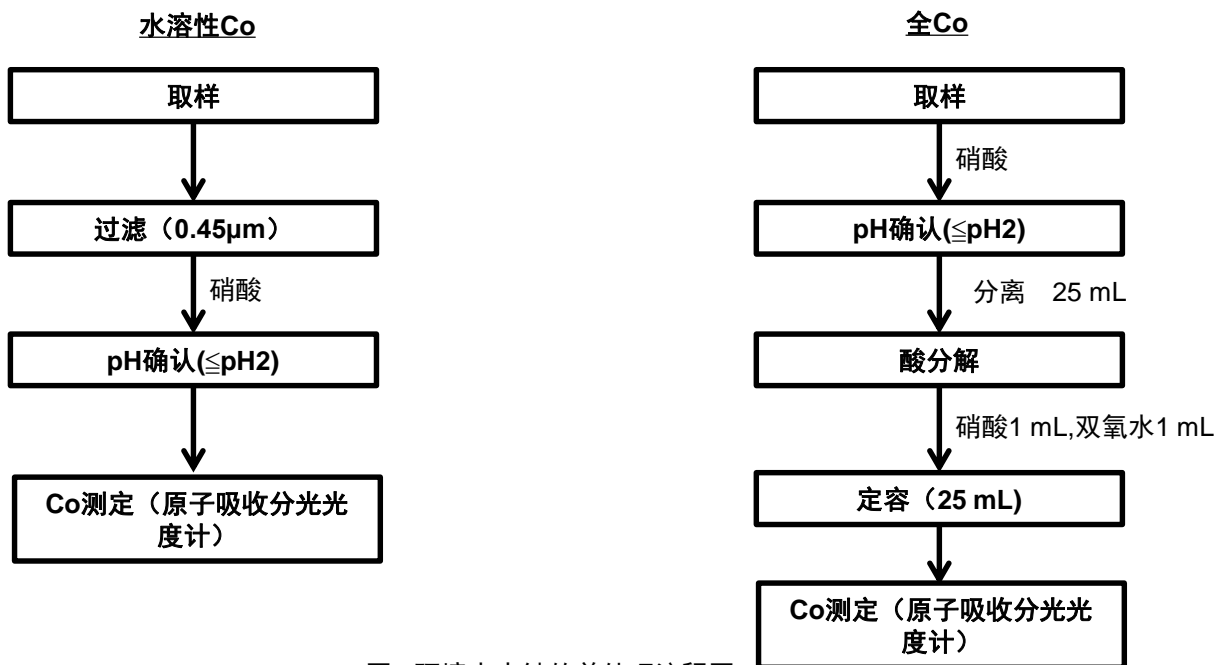 水溶性Co
取样
过滤（0.45μm）
硝酸
pH确认(≦pH2)
Co测定（原子吸收分光光
度计）
全Co
取样
硝酸
pH确认(≦pH2)
分离 25 mL
酸分解
硝酸1 mL,双氧水1 mL
定容（25 mL)
Co测定（原子吸收分光光
度计）